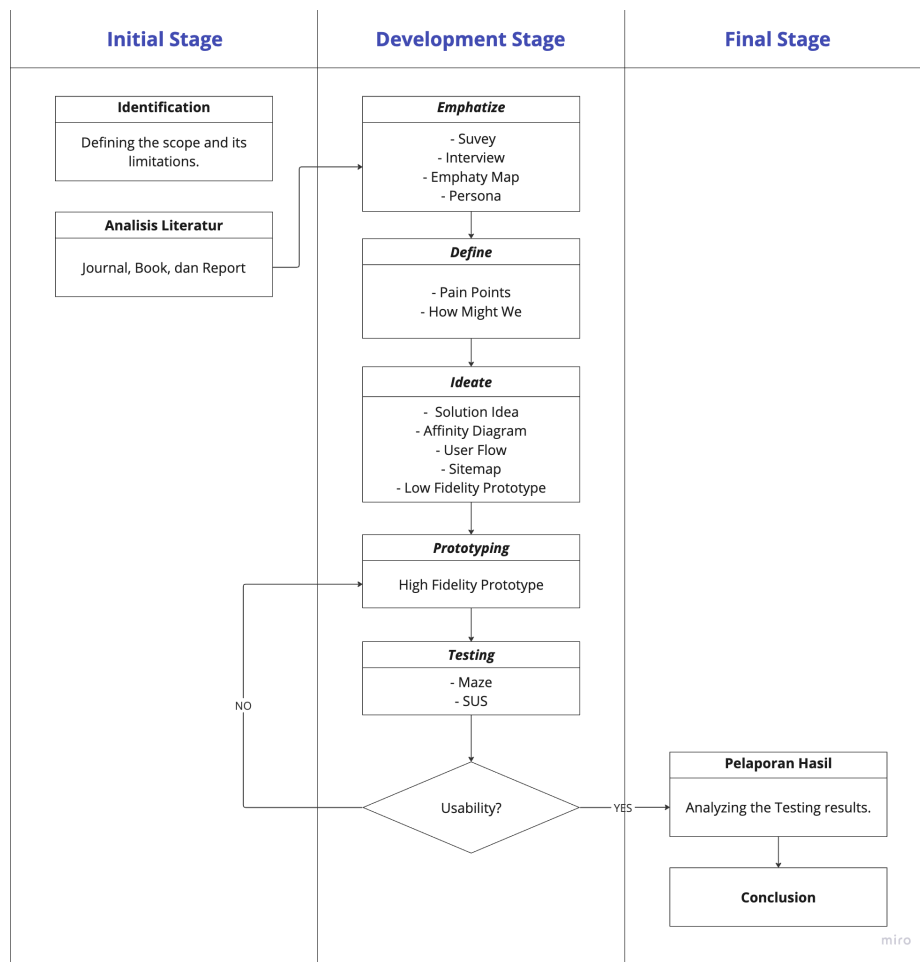 Initial Stage
Development Stage
Final Stage
Identification
Defining the scope and its
limitations.
Analisis Literatur
Journal, Book, dan Report
Emphatize
- Suvey
- Interview
- Emphaty Map
- Persona
Define
- Pain Points
- How Might We
Ideate
- Solution Idea
- Affinity Diagram
- User Flow
- Sitemap
- Low Fidelity Prototype
Prototyping
High Fidelity Prototype
Testing
- Maze
- SUS
NO
Usability?
YES
Pelaporan Hasil
Analyzing the Testing results.
Conclusion
miro